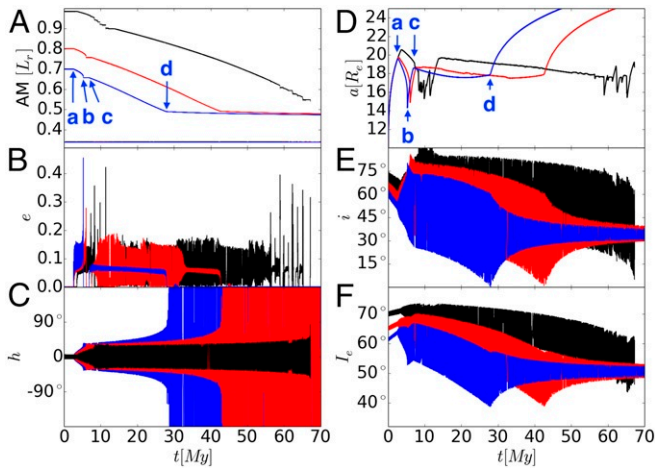 A
AM [L_r]
0.9
0.8
0.7
0.6
0.5
0.4
a b c
d
B
e
0.4
0.3
0.2
0.1
0.0
C
h
90°
0
-90°
0 10 20 30 40 50 60 70
t[My]
D
a[R_e]
24
22
20
18
16
14
12
a c
b
d
E
i
75°
60°
45°
30°
15°
F
I_e
70°
60°
50°
40°
0 10 20 30 40 50 60 70
t[My]